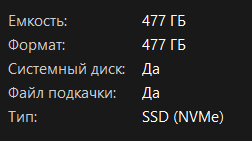 Емкость: 477 ГБ
Формат: 477 ГБ
Системный диск: Да
Файл подкачки: Да
Тип: SSD (NVMe)